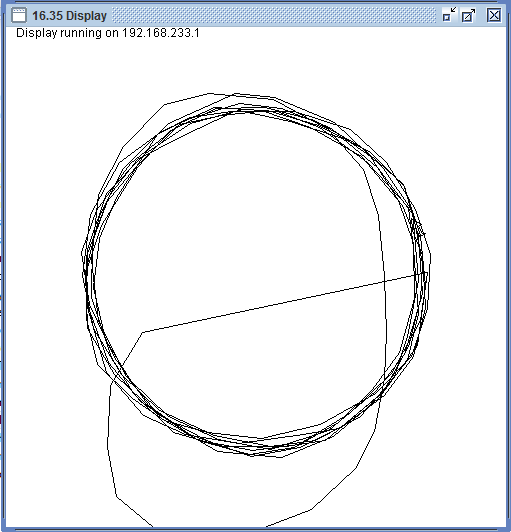 16.35 Display
Display running on 192.168.233.1